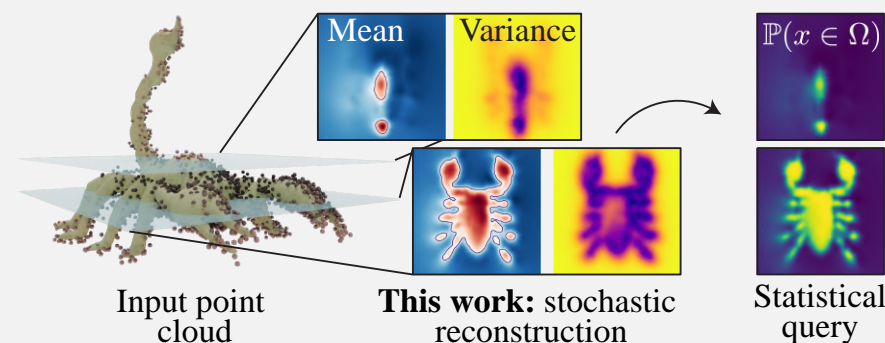 Mean
Variance
ℙ(x ∈ Ω)
Input point
cloud
This work: stochastic
reconstruction
Statistical
query